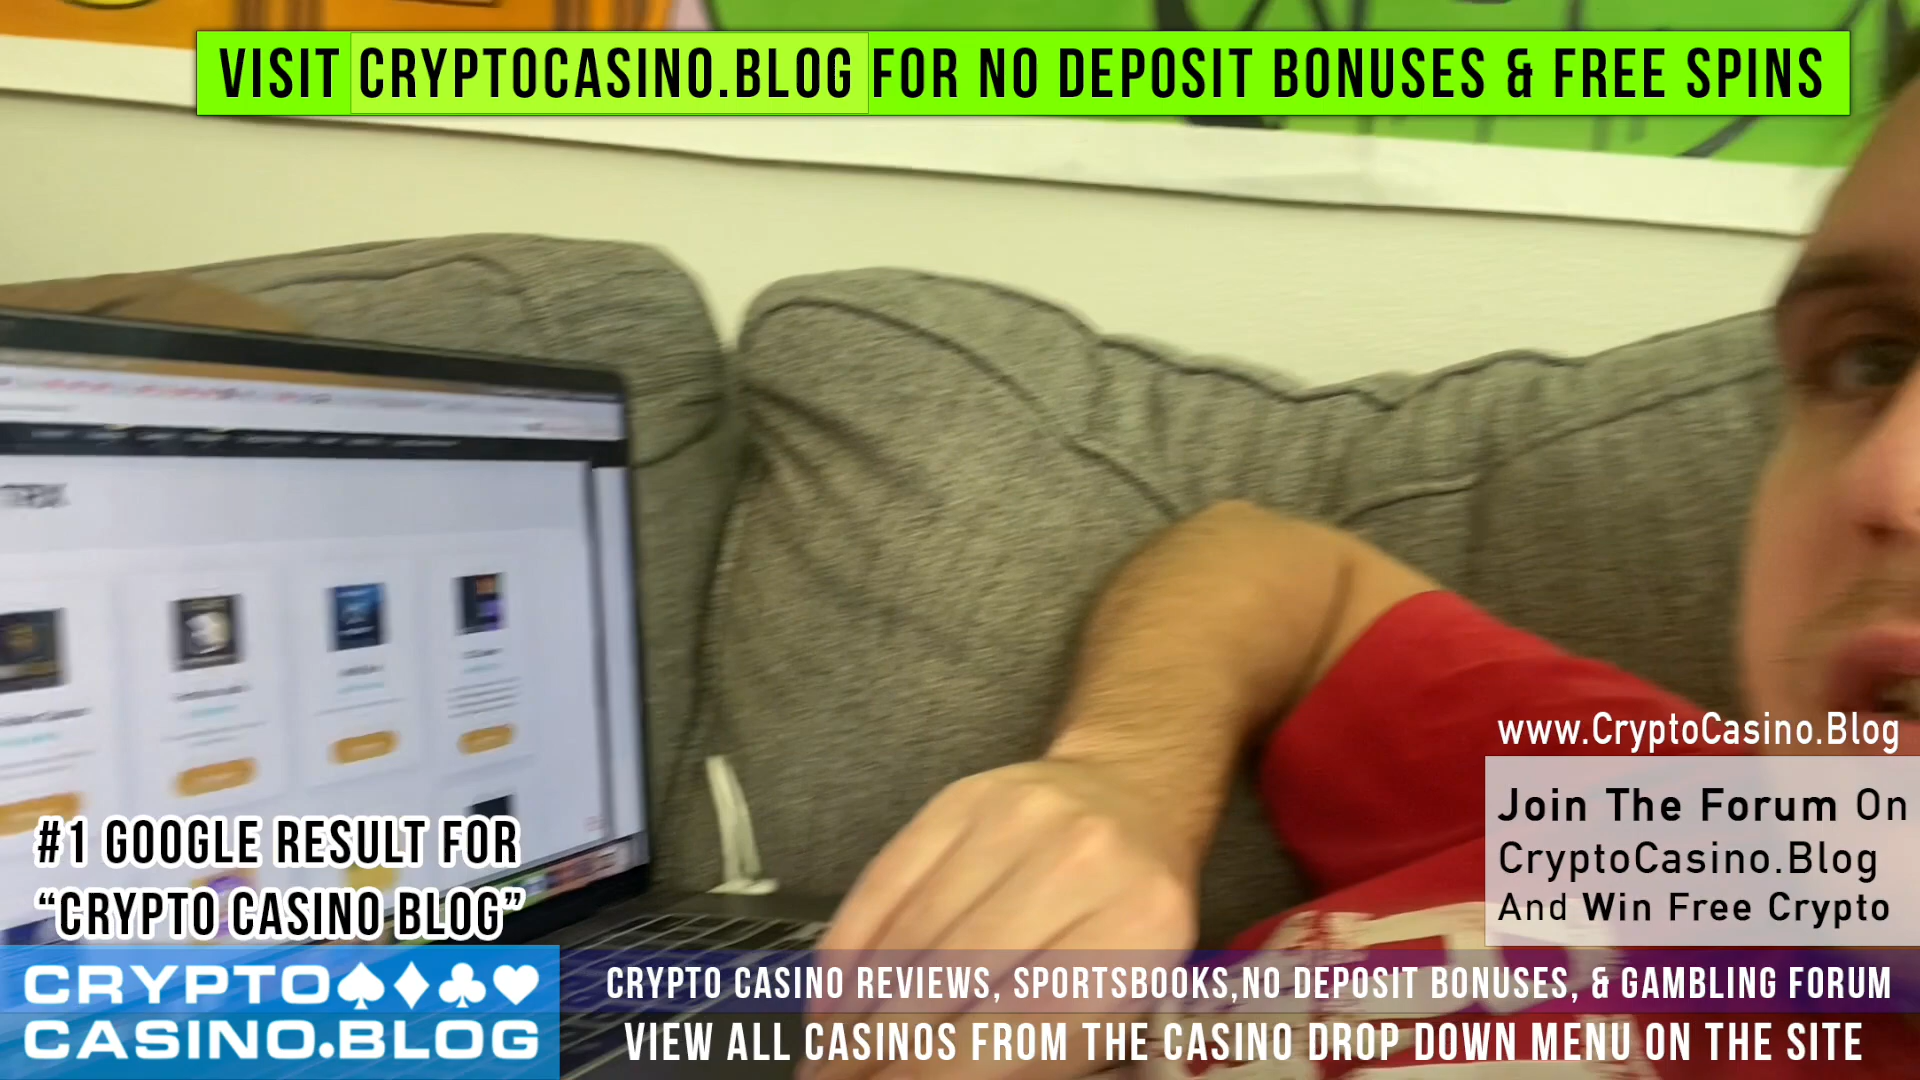 VISIT CRYPTOCASINO.BLOG FOR NO DEPOSIT BONUSES & FREE SPINS
TRX
www.CryptoCasino.Blog
Join The Forum On
CryptoCasino.Blog
And Win Free Crypto
#1 GOOGLE RESULT FOR
“CRYPTO CASINO BLOG”
CRYPTO
CASINO.BLOG
CRYPTO CASINO REVIEWS, SPORTSBOOKS,NO DEPOSIT BONUSES, & GAMBLING FORUM
VIEW ALL CASINOS FROM THE CASINO DROP DOWN MENU ON THE SITE